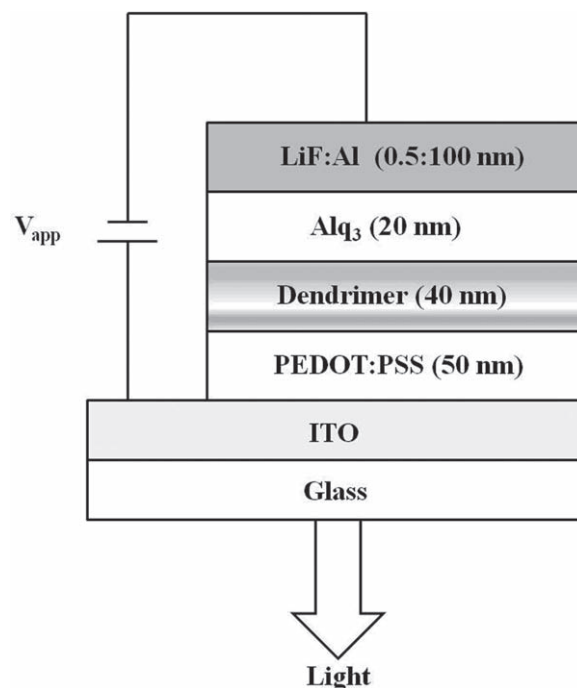 LiF:Al (0.5:100 nm)
Alq₃ (20 nm)
V_app
Dendrimer (40 nm)
PEDOT:PSS (50 nm)
ITO
Glass
Light